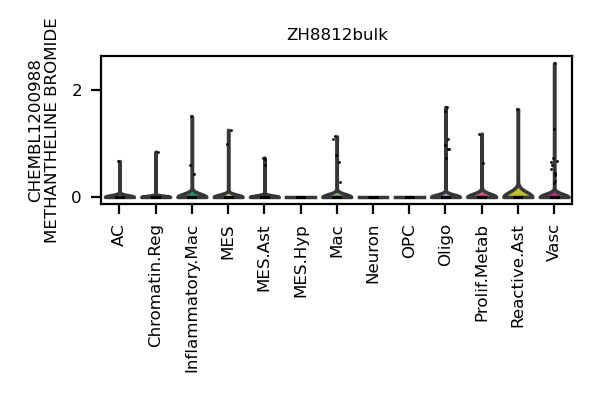 ZH8812bulk
CHEMBL1200988
METHANTHELINE BROMIDE
2
0
AC
Chromatin.Reg
Inflammatory.Mac
MES
MES.Ast
MES.Hyp
Mac
Neuron
OPC
Oligo
Prolif.Metab
Reactive.Ast
Vasc